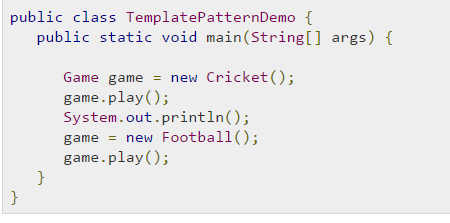 public class TemplatePatternDemo {
   public static void main(String[] args) {

      Game game = new Cricket();
      game.play();
      System.out.println();
      game = new Football();
      game.play();
   }
}